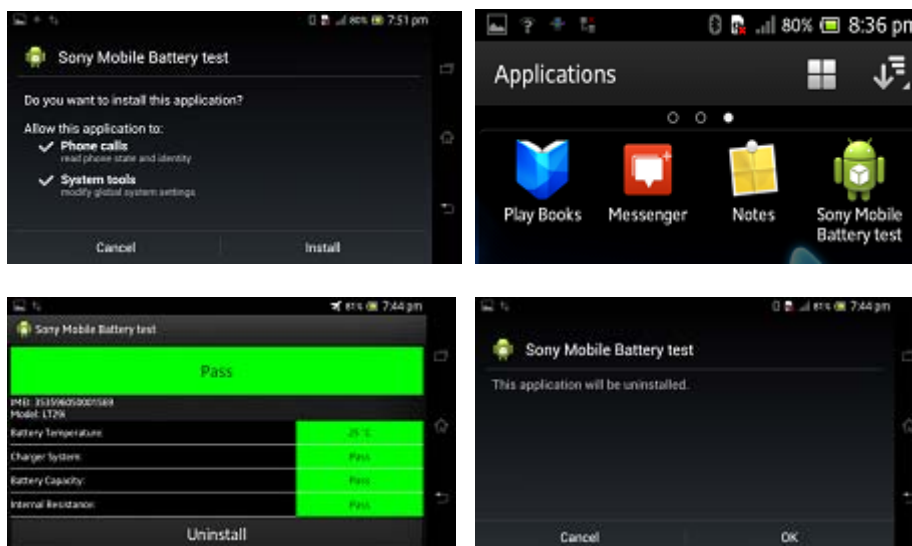 80% 7:51 pm
Sony Mobile Battery test
Do you want to install this application?
Allow this application to:
Phone calls
read phone state and identity
System tools
modify global system settings
Cancel Install
80% 8:36 pm
Applications
Play Books Messenger Notes Sony Mobile
Battery test
81% 7:44 pm
Sony Mobile Battery test
Pass
Model: LT29i
Battery Temperature:
Charger System: Pass
Battery Capacity: Pass
Internal Resistance: Pass
Uninstall
81% 7:44 pm
Sony Mobile Battery test
This application will be uninstalled.
Cancel OK